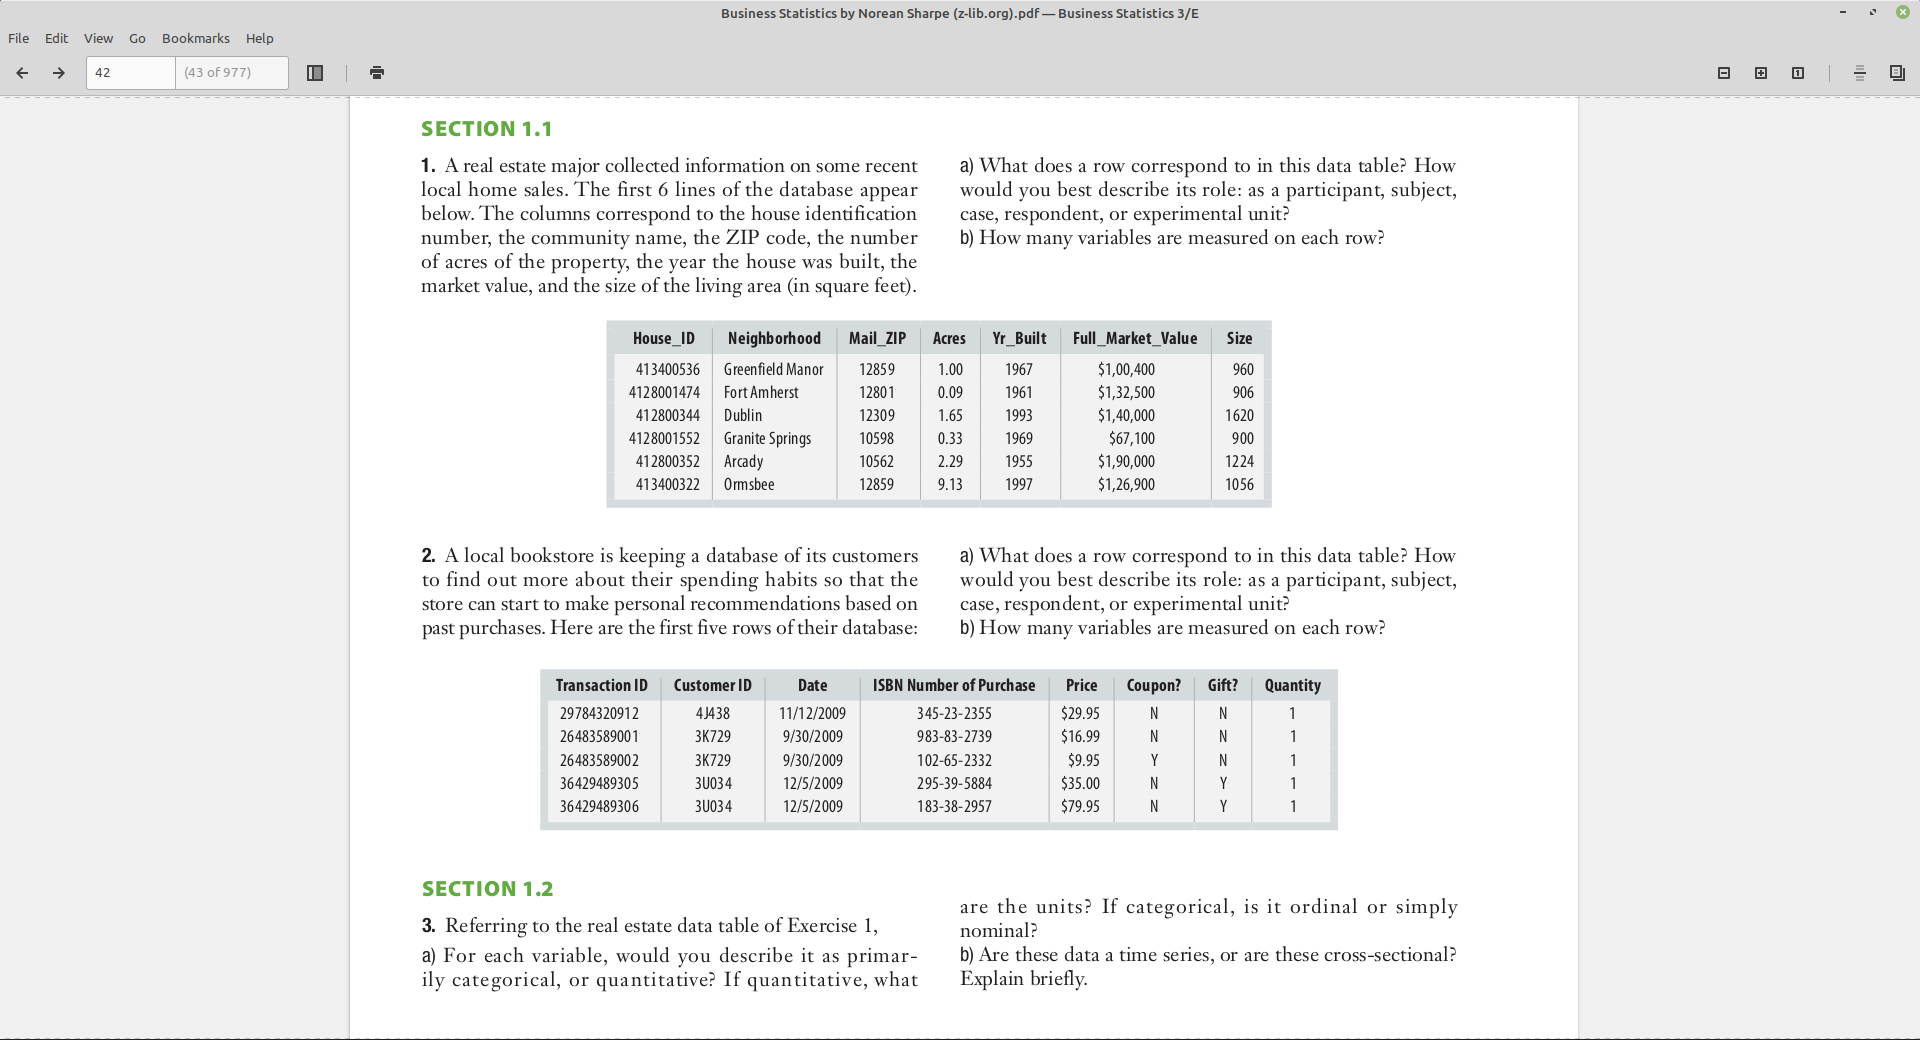 Business Statistics by Norean Sharpe (z-lib.org).pdf — Business Statistics 3/E
File Edit View Go Bookmarks Help
42 (43 of 977)
SECTION 1.1
1. A real estate major collected information on some recent
local home sales. The first 6 lines of the database appear
below. The columns correspond to the house identification
number, the community name, the ZIP code, the number
of acres of the property, the year the house was built, the
market value, and the size of the living area (in square feet).
a) What does a row correspond to in this data table? How
would you best describe its role: as a participant, subject,
case, respondent, or experimental unit?
b) How many variables are measured on each row?
House_ID Neighborhood Mail_ZIP Acres Yr_Built Full_Market_Value Size
413400536 Greenfield Manor 12859 1.00 1967 $1,00,400 960
4128001474 Fort Amherst 12801 0.09 1961 $1,32,500 906
412800344 Dublin 12309 1.65 1993 $1,40,000 1620
4128001552 Granite Springs 10598 0.33 1969 $67,100 900
412800352 Arcady 10562 2.29 1955 $1,90,000 1224
413400322 Ormsbee 12859 9.13 1997 $1,26,900 1056
2. A local bookstore is keeping a database of its customers
to find out more about their spending habits so that the
store can start to make personal recommendations based on
past purchases. Here are the first five rows of their database:
a) What does a row correspond to in this data table? How
would you best describe its role: as a participant, subject,
case, respondent, or experimental unit?
b) How many variables are measured on each row?
Transaction ID Customer ID Date ISBN Number of Purchase Price Coupon? Gift? Quantity
29784320912 4J438 11/12/2009 345-23-2355 $29.95 N N 1
26483589001 3K729 9/30/2009 983-83-2739 $16.99 N N 1
26483589002 3K729 9/30/2009 102-65-2332 $9.95 Y N 1
36429489305 3U034 12/5/2009 295-39-5884 $35.00 N Y 1
36429489306 3U034 12/5/2009 183-38-2957 $79.95 N Y 1
SECTION 1.2
3. Referring to the real estate data table of Exercise 1,
a) For each variable, would you describe it as primar-
ily categorical, or quantitative? If quantitative, what
are the units? If categorical, is it ordinal or simply
nominal?
b) Are these data a time series, or are these cross-sectional?
Explain briefly.